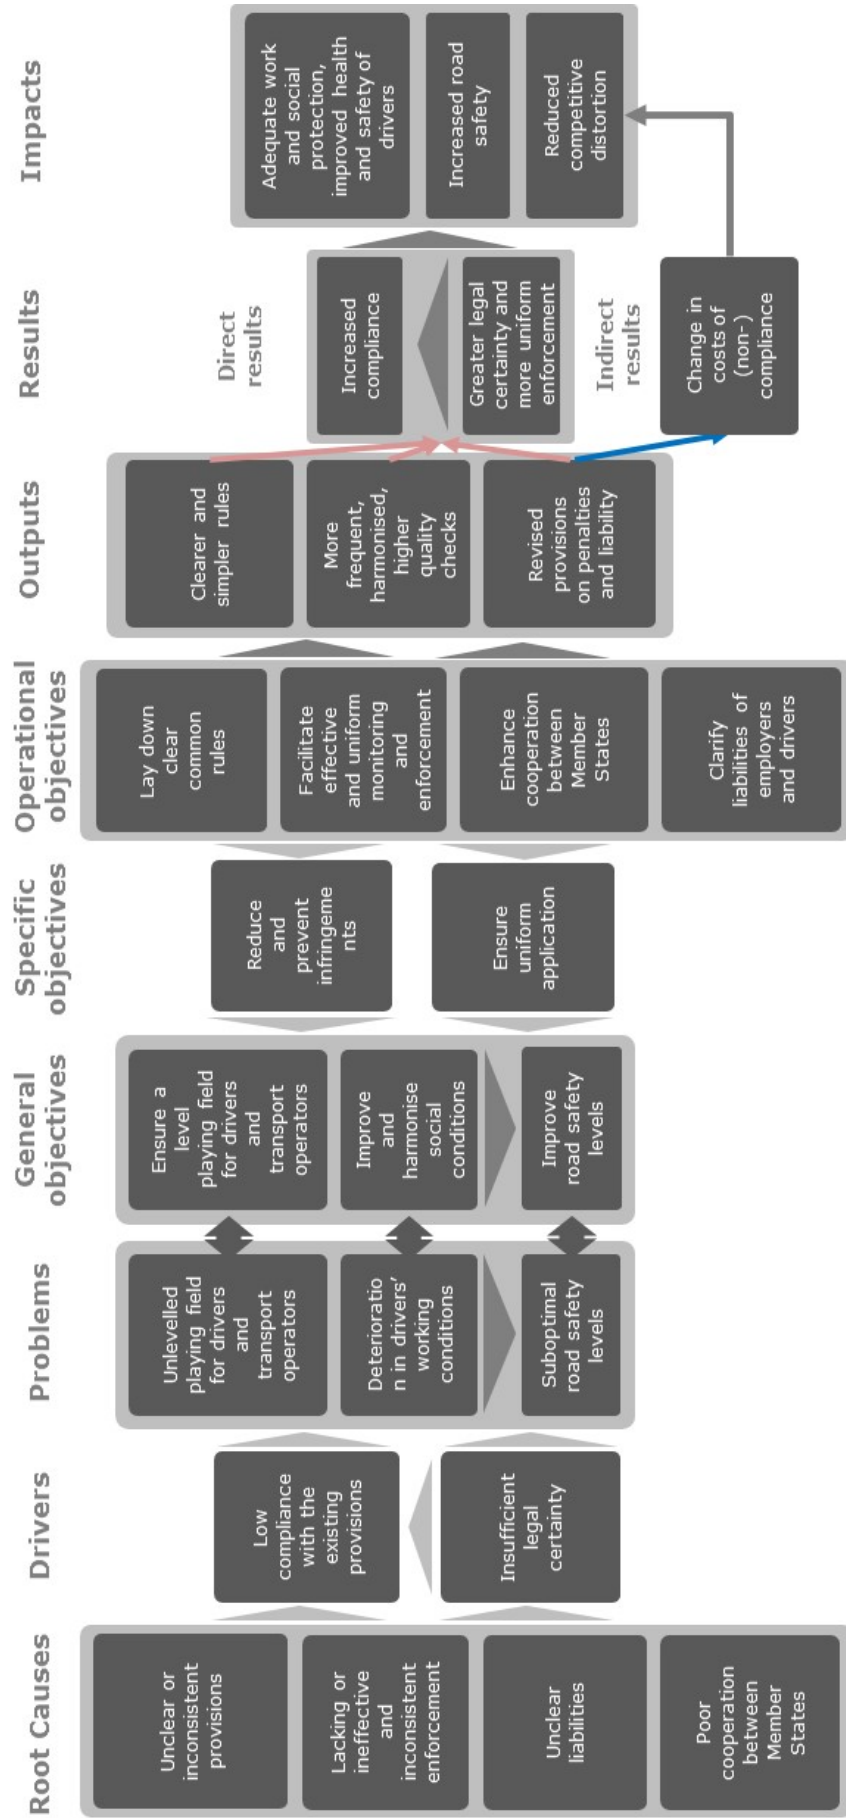 Root Causes
Unclear or
inconsistent
provisions
Lacking or
ineffective
and
inconsistent
enforcement
Unclear
liabilities
Poor
cooperation
between
Member
States
Drivers
Low
compliance
with the
existing
provisions
Insufficient
legal
certainty
Problems
Unlevelled
playing field
for drivers
and
transport
operators
Deterioratio
n in drivers’
working
conditions
Suboptimal
road safety
levels
General
objectives
Ensure a
level
playing field
for drivers
and
transport
operators
Improve
and
harmonise
social
conditions
Improve
road safety
levels
Specific
objectives
Reduce
and
prevent
infringeme
nts
Ensure
uniform
application
Operational
objectives
Lay down
clear
common
rules
Facilitate
effective
and uniform
monitoring
and
enforcement
Enhance
cooperation
between
Member
States
Clarify
liabilities of
employers
and drivers
Outputs
Clearer and
simpler rules
More
frequent,
harmonised,
higher
quality
checks
Revised
provisions
on penalties
and liability
Results
Direct
results
Increased
compliance
Greater legal
certainty and
more uniform
enforcement
Indirect
results
Change in
costs of
(non-)
compliance
Impacts
Adequate work
and social
protection,
improved health
and safety of
drivers
Increased road
safety
Reduced
competitive
distortion